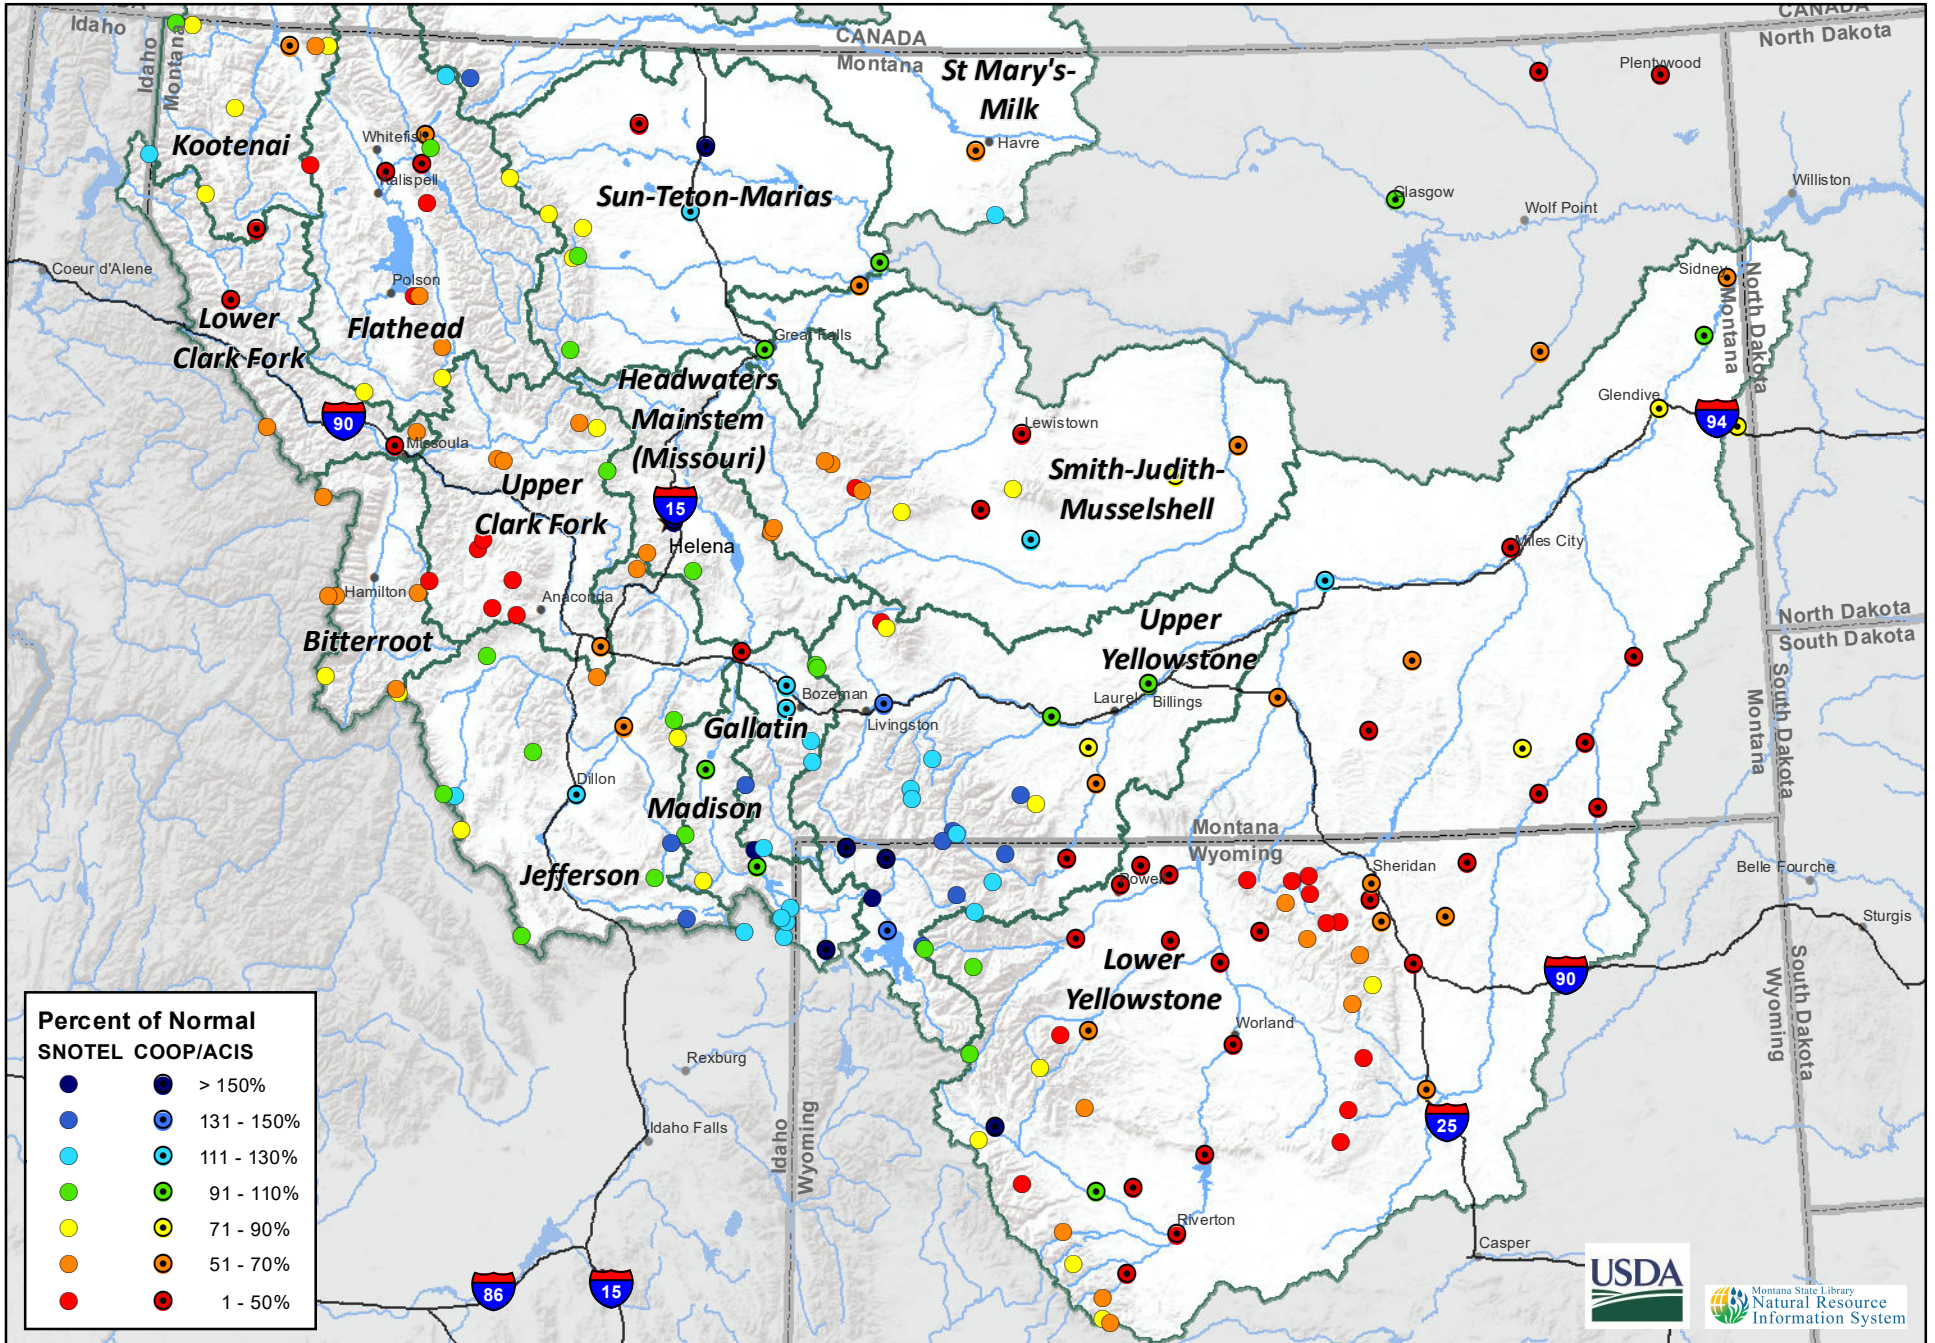 CANADA
Idaho
North Dakota
CANADA
Montana
Idaho
Montana
St Mary's-
Milk
Plentywood
Kootenai
Whitefish
Havre
Kalispell
Sun-Teton-Marias
Glasgow
Wolf Point
Williston
Coeur d'Alene
Polson
Sidney
Montana
North Dakota
Lower
Clark Fork
Flathead
Great Falls
Headwaters
Mainstem
(Missouri)
Glendive
90
94
Missoula
Lewistown
Smith-Judith-
Musselshell
Upper
Clark Fork
15
Helena
Miles City
Hamilton
Anaconda
North Dakota
South Dakota
Bitterroot
Upper
Yellowstone
Bozeman
Livingston
Laurel
Billings
Gallatin
Montana
South Dakota
Dillon
Madison
Montana
Wyoming
Jefferson
Powell
Sheridan
Belle Fourche
Sturgis
Lower
Yellowstone
90
Wyoming
South Dakota
Worland
Rexburg
Idaho Falls
Idaho
Wyoming
25
Riverton
Casper
86
15
Percent of Normal
SNOTEL COOP/ACIS
> 150%
131 - 150%
111 - 130%
91 - 110%
71 - 90%
51 - 70%
1 - 50%
USDA
Montana State Library
Natural Resource
Information System